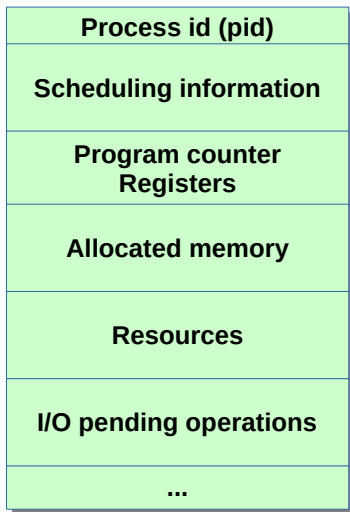 Process id (pid)
Scheduling information
Program counter
Registers
Allocated memory
Resources
I/O pending operations
...